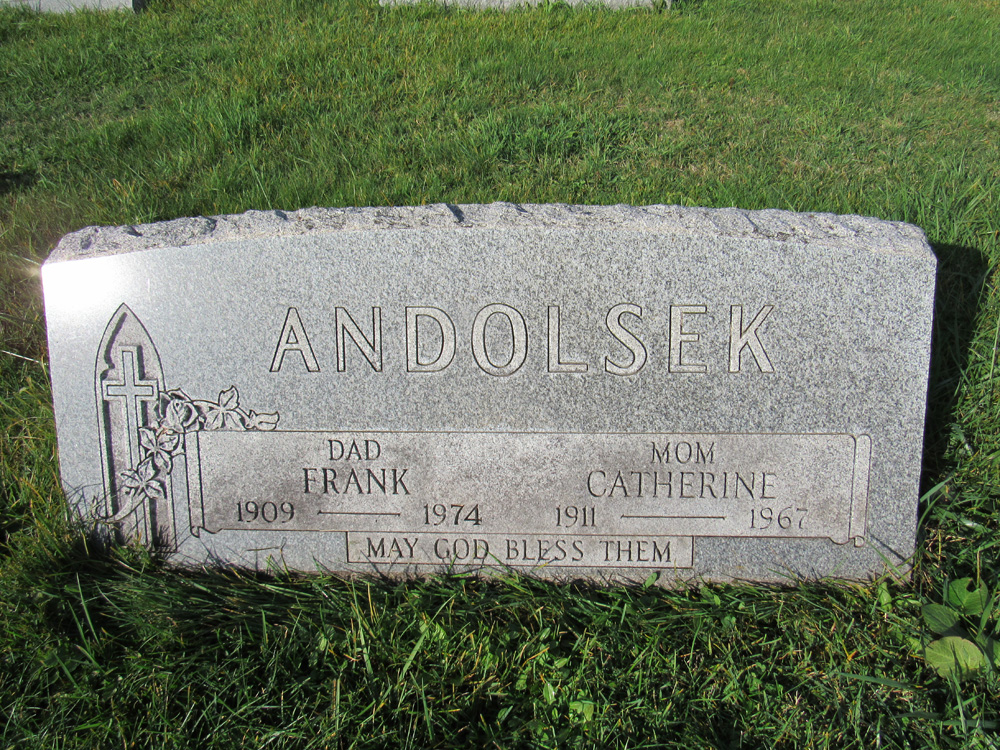 ANDOLSEK
DAD MOM
FRANK CATHERINE
1909 — 1974 1911 — 1967
MAY GOD BLESS THEM